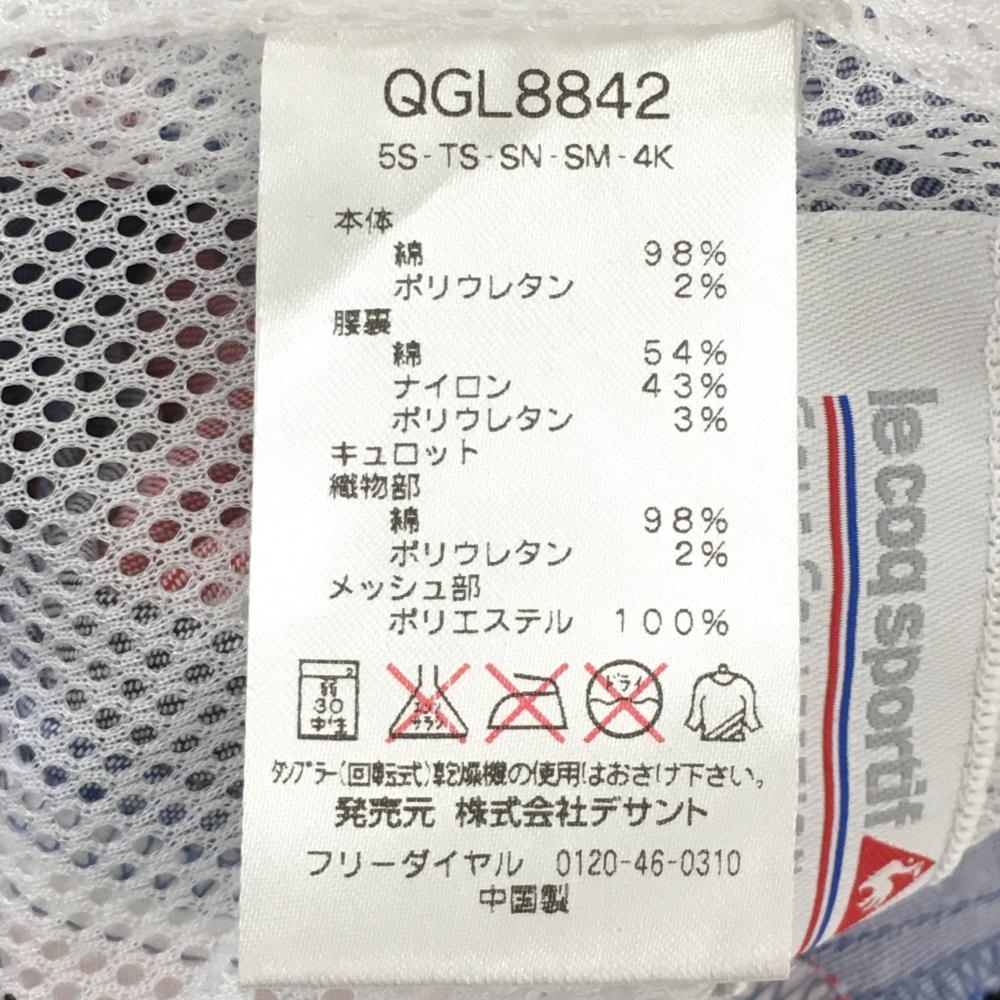 QGL8842
5S-TS-SN-SM-4K
本体
綿 98%
ポリウレタン 2%
腰裏
綿 54%
ナイロン 43%
ポリウレタン 3%
キュロット
織物部
綿 98%
ポリウレタン 2%
メッシュ部
ポリエステル 100%
弱
30
中性
エンソ
サラシ
ドライ
タンブラー(回転式)乾燥機の使用はおさけ下さい。
発売元 株式会社デサント
フリーダイヤル 0120-46-0310
中国製
le coq sportif